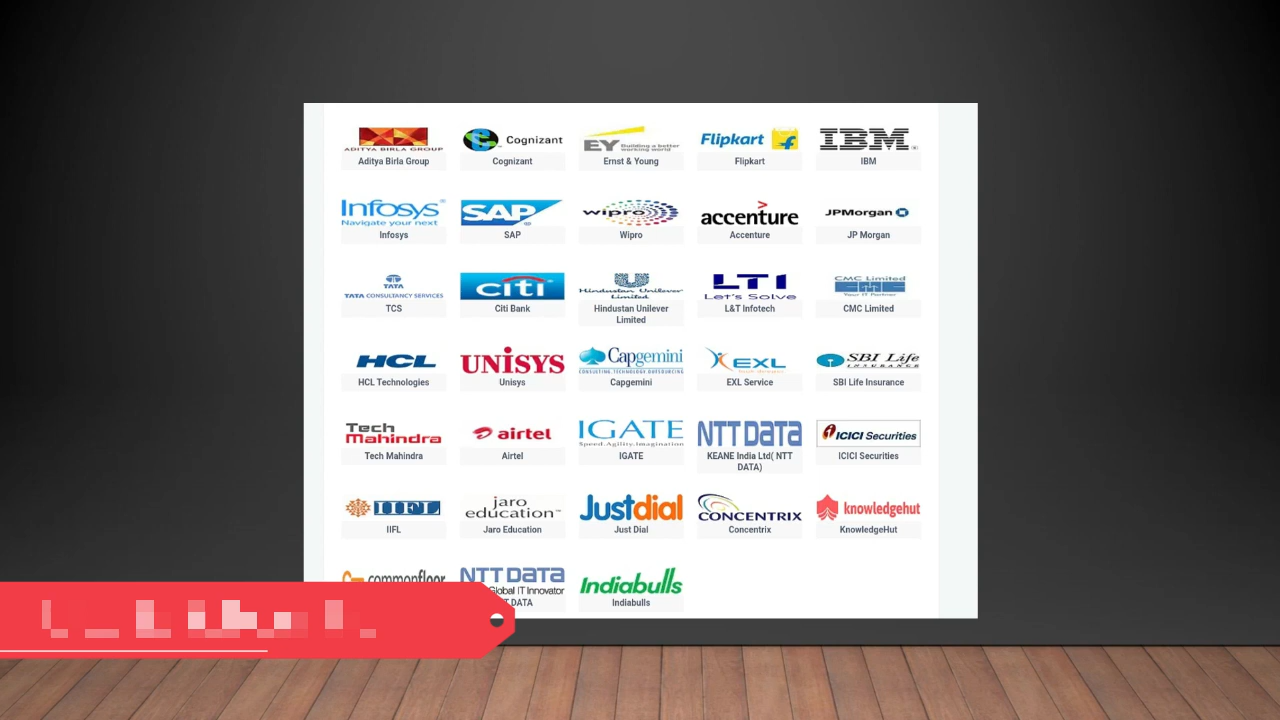 ADITYA BIRLA GROUP
Aditya Birla Group
Cognizant
Cognizant
EY Building a better
working world
Ernst & Young
Flipkart
Flipkart
IBM®
IBM
Infosys®
Navigate your next
Infosys
SAP®
SAP
wipro
Wipro
accenture
Accenture
JPMorgan
JP Morgan
TATA
TATA CONSULTANCY SERVICES
TCS
citi
Citi Bank
Hindustan Unilever
Limited
Hindustan Unilever
Limited
LTI
Let's Solve
L&T Infotech
CMC Limited
CMC
Your IT Partner
CMC Limited
HCL
HCL Technologies
UNiSYS
Unisys
Capgemini
CONSULTING.TECHNOLOGY.OUTSOURCING
Capgemini
EXL
EXL Service
SBI Life
INSURANCE
SBI Life Insurance
Tech
Mahindra
Tech Mahindra
airtel
Airtel
IGATE
Speed.Agility.Imagination
IGATE
NTT DATA
KEANE India Ltd( NTT
DATA)
ICICI Securities
ICICI Securities
IIFL
IIFL
jaro
education™
Jaro Education
Justdial
Just Dial
CONCENTRIX
Concentrix
knowledgehut
KnowledgeHut
commonfloor
NTT DATA
Global IT Innovator
DATA
Indiabulls
Indiabulls